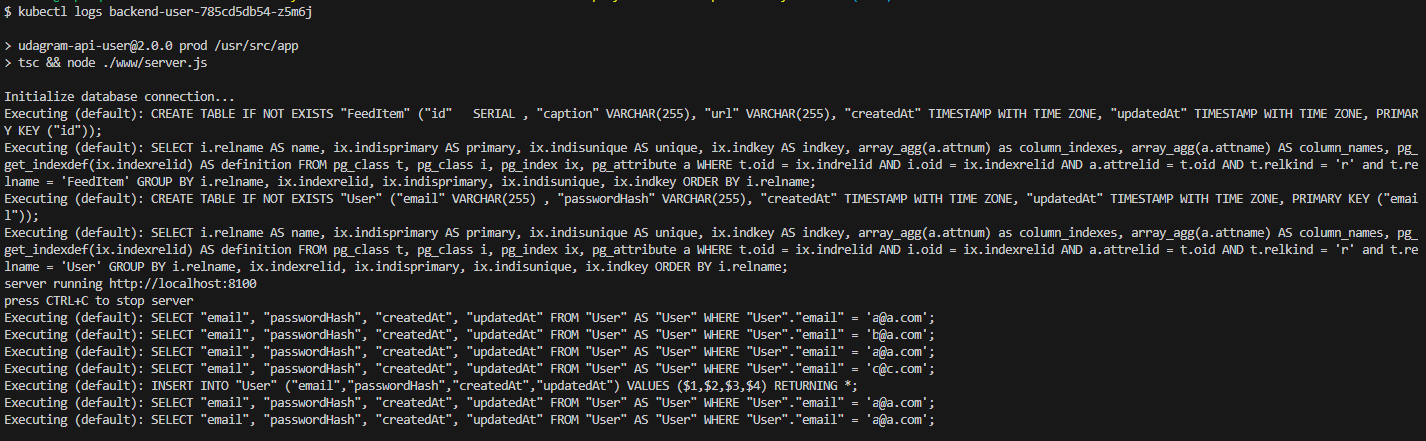 $ kubectl logs backend-user-785cd5db54-z5m6j
> udagram-api-user@2.0.0 prod /usr/src/app
> tsc && node ./www/server.js
Initialize database connection...
Executing (default): CREATE TABLE IF NOT EXISTS "FeedItem" ("id"   SERIAL , "caption" VARCHAR(255), "url" VARCHAR(255), "createdAt" TIMESTAMP WITH TIME ZONE, "updatedAt" TIMESTAMP WITH TIME ZONE, PRIMAR
Y KEY ("id"));
Executing (default): SELECT i.relname AS name, ix.indisprimary AS primary, ix.indisunique AS unique, ix.indkey AS indkey, array_agg(a.attnum) as column_indexes, array_agg(a.attname) AS column_names, pg_
get_indexdef(ix.indexrelid) AS definition FROM pg_class t, pg_class i, pg_index ix, pg_attribute a WHERE t.oid = ix.indrelid AND i.oid = ix.indexrelid AND a.attrelid = t.oid AND t.relkind = 'r' and t.re
lname = 'FeedItem' GROUP BY i.relname, ix.indexrelid, ix.indisprimary, ix.indisunique, ix.indkey ORDER BY i.relname;
Executing (default): CREATE TABLE IF NOT EXISTS "User" ("email" VARCHAR(255) , "passwordHash" VARCHAR(255), "createdAt" TIMESTAMP WITH TIME ZONE, "updatedAt" TIMESTAMP WITH TIME ZONE, PRIMARY KEY ("emai
l"));
Executing (default): SELECT i.relname AS name, ix.indisprimary AS primary, ix.indisunique AS unique, ix.indkey AS indkey, array_agg(a.attnum) as column_indexes, array_agg(a.attname) AS column_names, pg_
get_indexdef(ix.indexrelid) AS definition FROM pg_class t, pg_class i, pg_index ix, pg_attribute a WHERE t.oid = ix.indrelid AND i.oid = ix.indexrelid AND a.attrelid = t.oid AND t.relkind = 'r' and t.re
lname = 'User' GROUP BY i.relname, ix.indexrelid, ix.indisprimary, ix.indisunique, ix.indkey ORDER BY i.relname;
server running http://localhost:8100
press CTRL+C to stop server
Executing (default): SELECT "email", "passwordHash", "createdAt", "updatedAt" FROM "User" AS "User" WHERE "User"."email" = 'a@a.com';
Executing (default): SELECT "email", "passwordHash", "createdAt", "updatedAt" FROM "User" AS "User" WHERE "User"."email" = 'b@a.com';
Executing (default): SELECT "email", "passwordHash", "createdAt", "updatedAt" FROM "User" AS "User" WHERE "User"."email" = 'a@a.com';
Executing (default): SELECT "email", "passwordHash", "createdAt", "updatedAt" FROM "User" AS "User" WHERE "User"."email" = 'c@c.com';
Executing (default): INSERT INTO "User" ("email","passwordHash","createdAt","updatedAt") VALUES ($1,$2,$3,$4) RETURNING *;
Executing (default): SELECT "email", "passwordHash", "createdAt", "updatedAt" FROM "User" AS "User" WHERE "User"."email" = 'a@a.com';
Executing (default): SELECT "email", "passwordHash", "createdAt", "updatedAt" FROM "User" AS "User" WHERE "User"."email" = 'a@a.com';